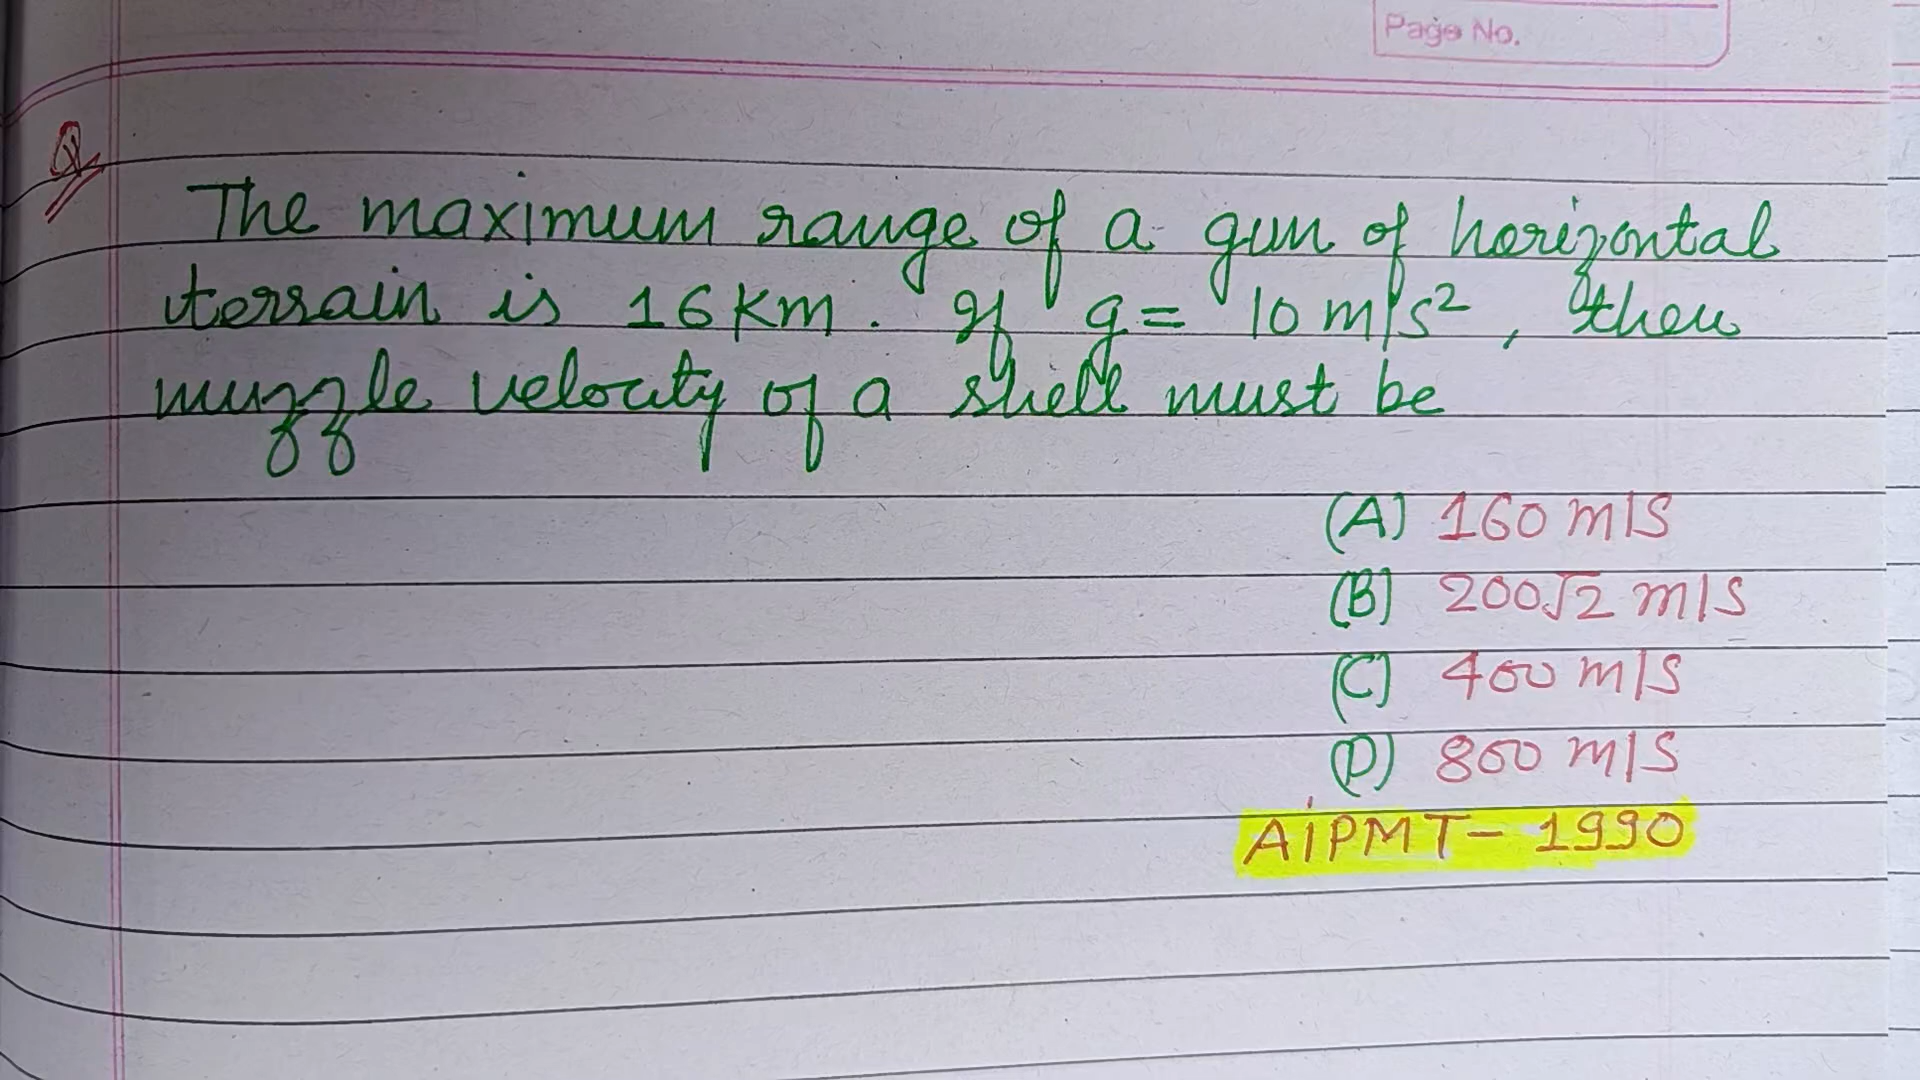 Page No.
Q
The maximum range of a gun of horizontal
terrain is 16 km. If g = 10 m/s², then
muzzle velocity of a shell must be
(A) 160 m/s
(B) 200√2 m/s
(C) 400 m/s
(D) 800 m/s
AiPMT - 1990